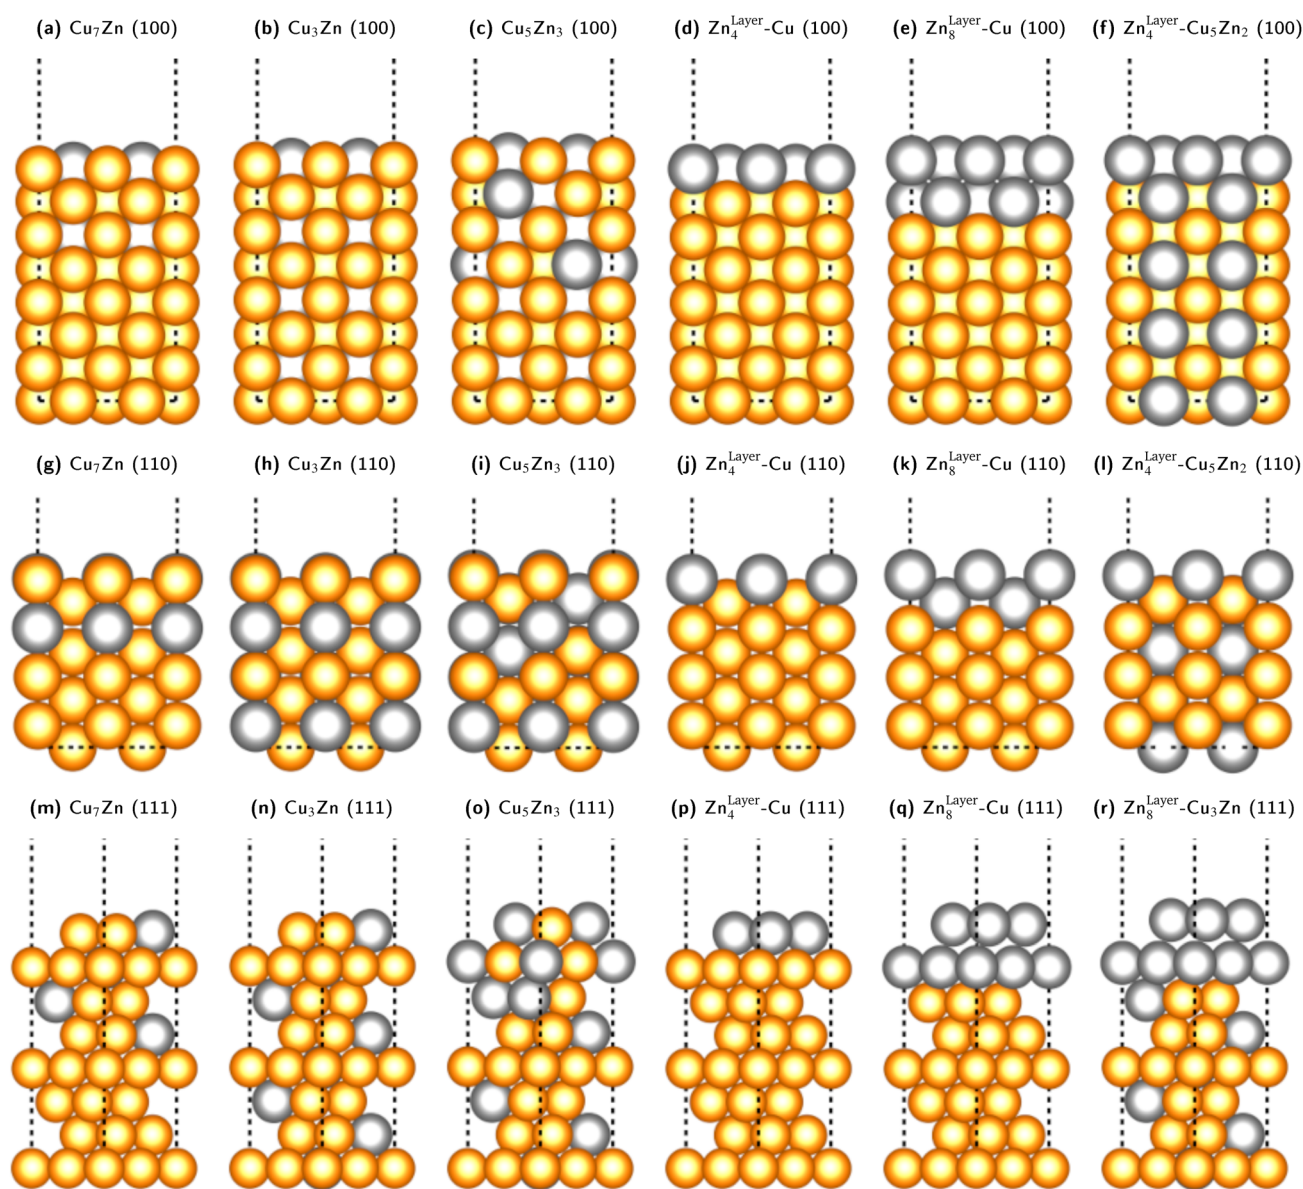 (a) Cu₇Zn (100) (b) Cu₃Zn (100) (c) Cu₅Zn₃ (100) (d) Zn₄ᴸᵃʸᵉʳ-Cu (100) (e) Zn₈ᴸᵃʸᵉʳ-Cu (100) (f) Zn₄ᴸᵃʸᵉʳ-Cu₅Zn₂ (100)
(g) Cu₇Zn (110) (h) Cu₃Zn (110) (i) Cu₅Zn₃ (110) (j) Zn₄ᴸᵃʸᵉʳ-Cu (110) (k) Zn₈ᴸᵃʸᵉʳ-Cu (110) (l) Zn₄ᴸᵃʸᵉʳ-Cu₅Zn₂ (110)
(m) Cu₇Zn (111) (n) Cu₃Zn (111) (o) Cu₅Zn₃ (111) (p) Zn₄ᴸᵃʸᵉʳ-Cu (111) (q) Zn₈ᴸᵃʸᵉʳ-Cu (111) (r) Zn₈ᴸᵃʸᵉʳ-Cu₃Zn (111)